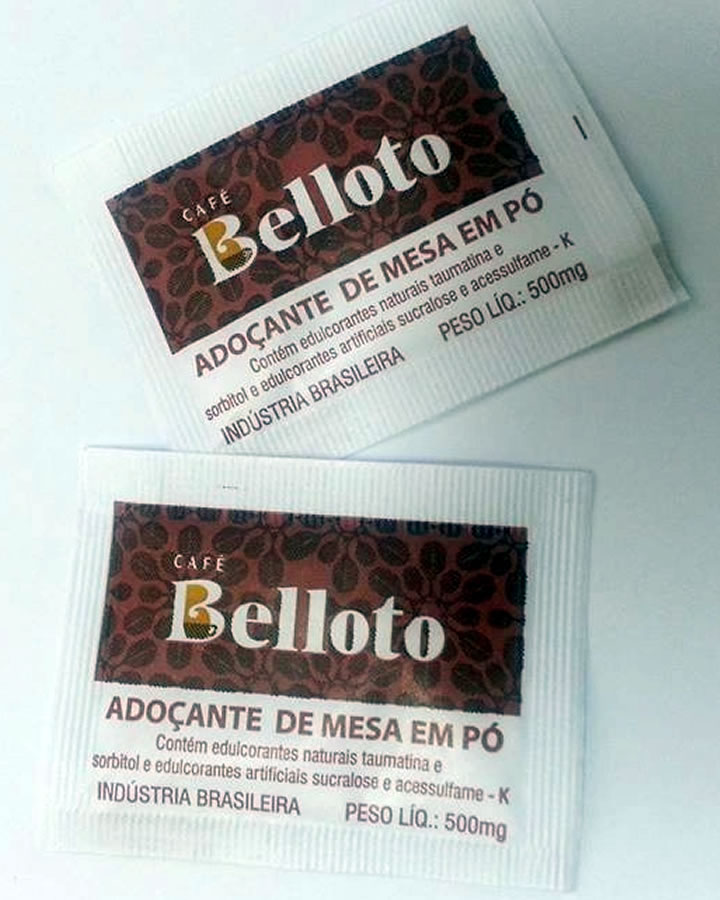 CAFÉ
Belloto
ADOÇANTE DE MESA EM PÓ
Contém edulcorantes naturais taumatina e
sorbitol e edulcorantes artificiais sucralose e acessulfame - K
INDÚSTRIA BRASILEIRA PESO LÍQ.: 500mg
CAFÉ
Belloto
ADOÇANTE DE MESA EM PÓ
Contém edulcorantes naturais taumatina e
sorbitol e edulcorantes artificiais sucralose e acessulfame - K
INDÚSTRIA BRASILEIRA PESO LÍQ.: 500mg